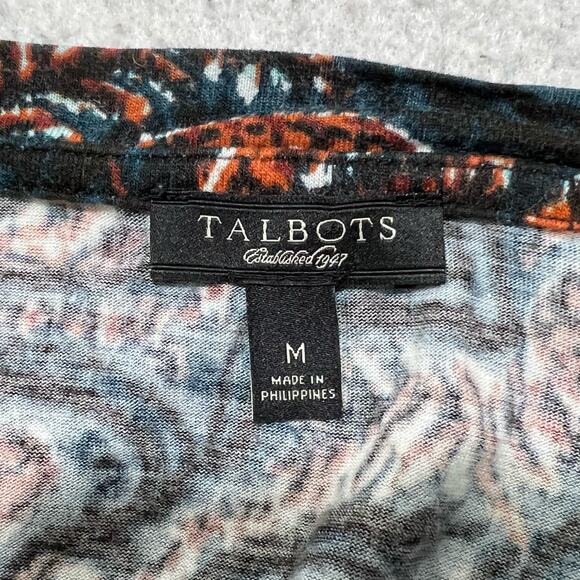 TALBOTS
Established 1947
M
MADE IN
PHILIPPINES